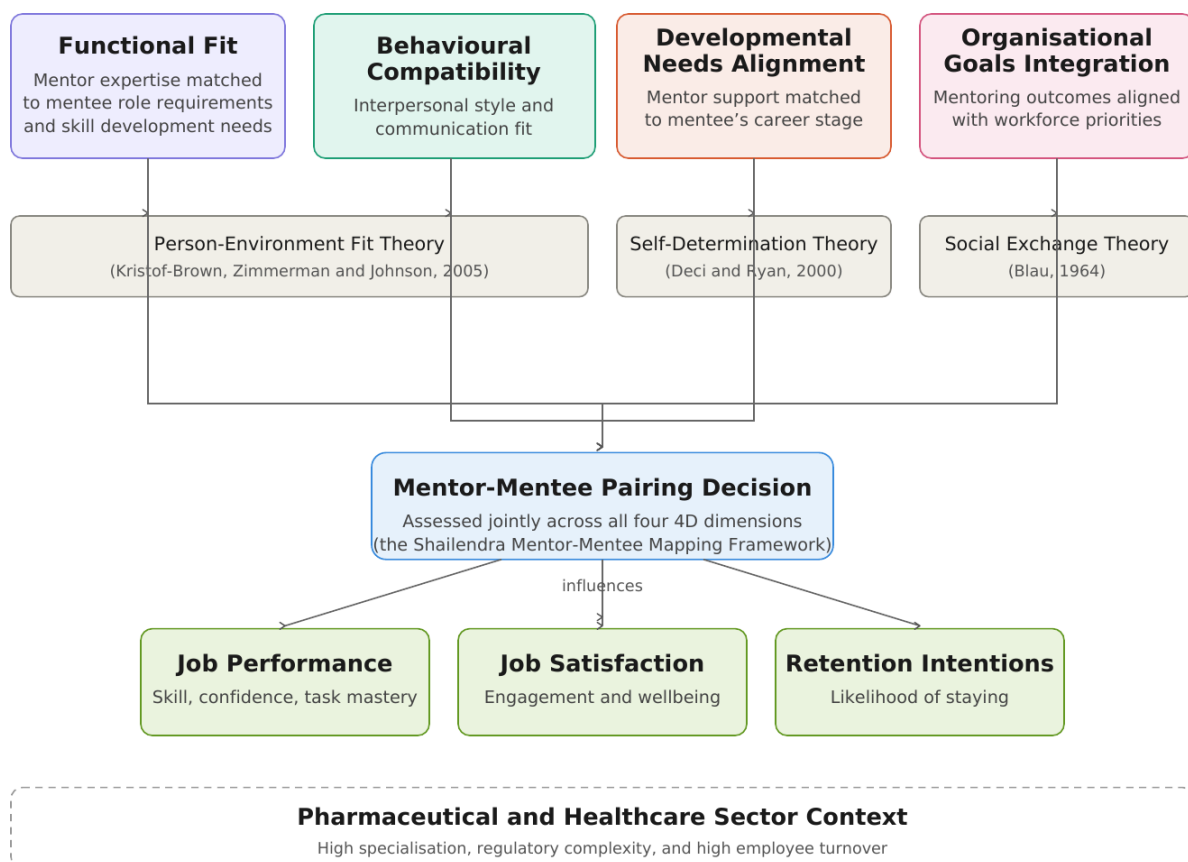 Functional Fit
Mentor expertise matched
to mentee role requirements
and skill development needs
Behavioural
Compatibility
Interpersonal style and
communication fit
Developmental
Needs Alignment
Mentor support matched
to mentee’s career stage
Organisational
Goals Integration
Mentoring outcomes aligned
with workforce priorities
Person-Environment Fit Theory
(Kristof-Brown, Zimmerman and Johnson, 2005)
Self-Determination Theory
(Deci and Ryan, 2000)
Social Exchange Theory
(Blau, 1964)
Mentor-Mentee Pairing Decision
Assessed jointly across all four 4D dimensions
(the Shailendra Mentor-Mentee Mapping Framework)
influences
Job Performance
Skill, confidence, task mastery
Job Satisfaction
Engagement and wellbeing
Retention Intentions
Likelihood of staying
Pharmaceutical and Healthcare Sector Context
High specialisation, regulatory complexity, and high employee turnover